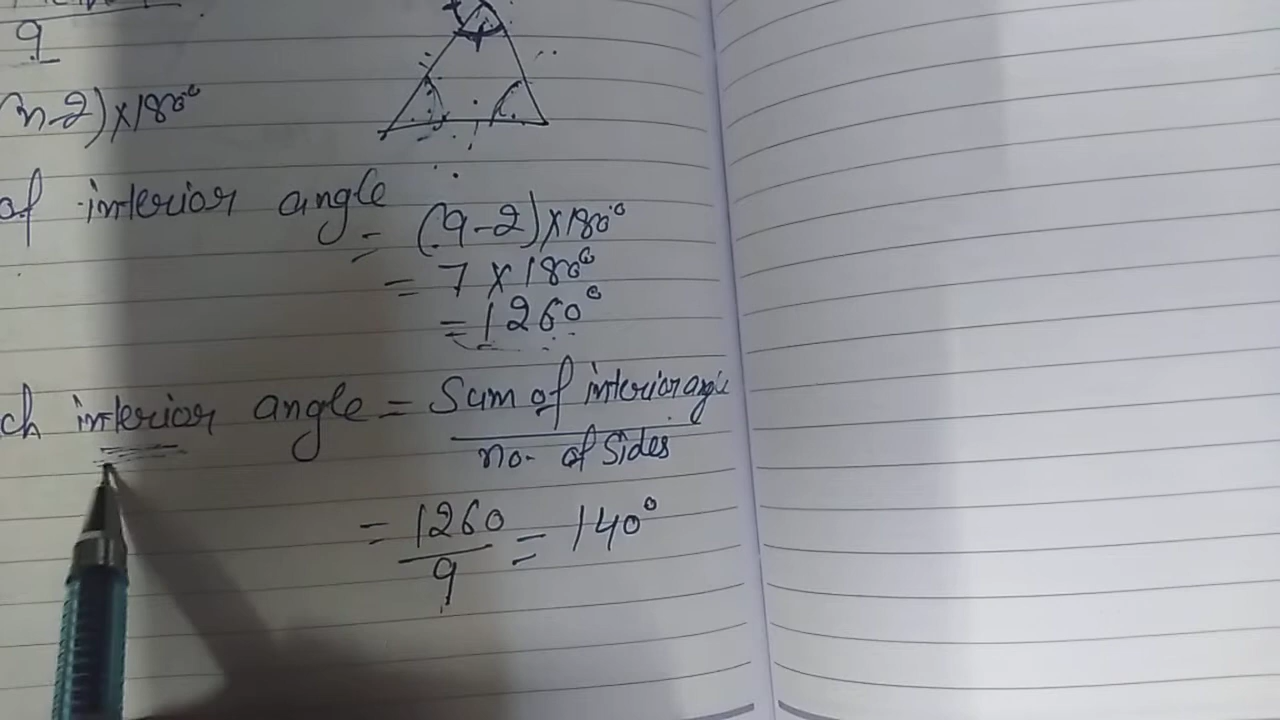 9
(n-2)×180°
of interior angle
= (9-2)×180°
= 7 × 180°
= 1260°
ch interior angle = Sum of interior angle
no. of Sides
= 1260
9
= 140°